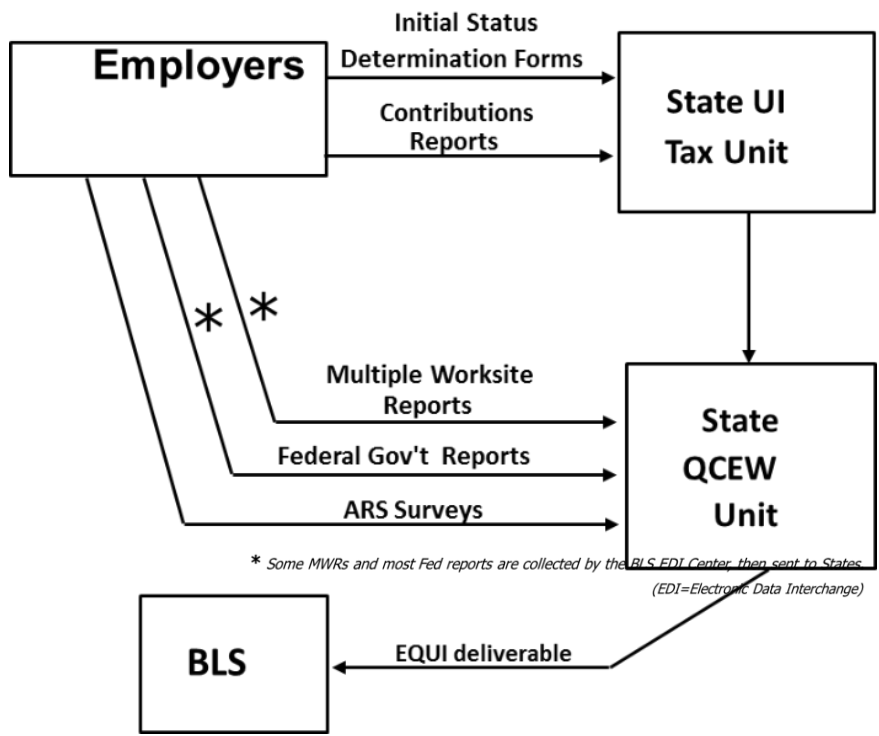 Employers
Initial Status
Determination Forms
Contributions
Reports
State UI
Tax Unit
*
*
Multiple Worksite
Reports
Federal Gov't Reports
ARS Surveys
State
QCEW
Unit
* Some MWRs and most Fed reports are collected by the BLS EDI Center, then sent to States.
(EDI=Electronic Data Interchange)
BLS
EQUI deliverable